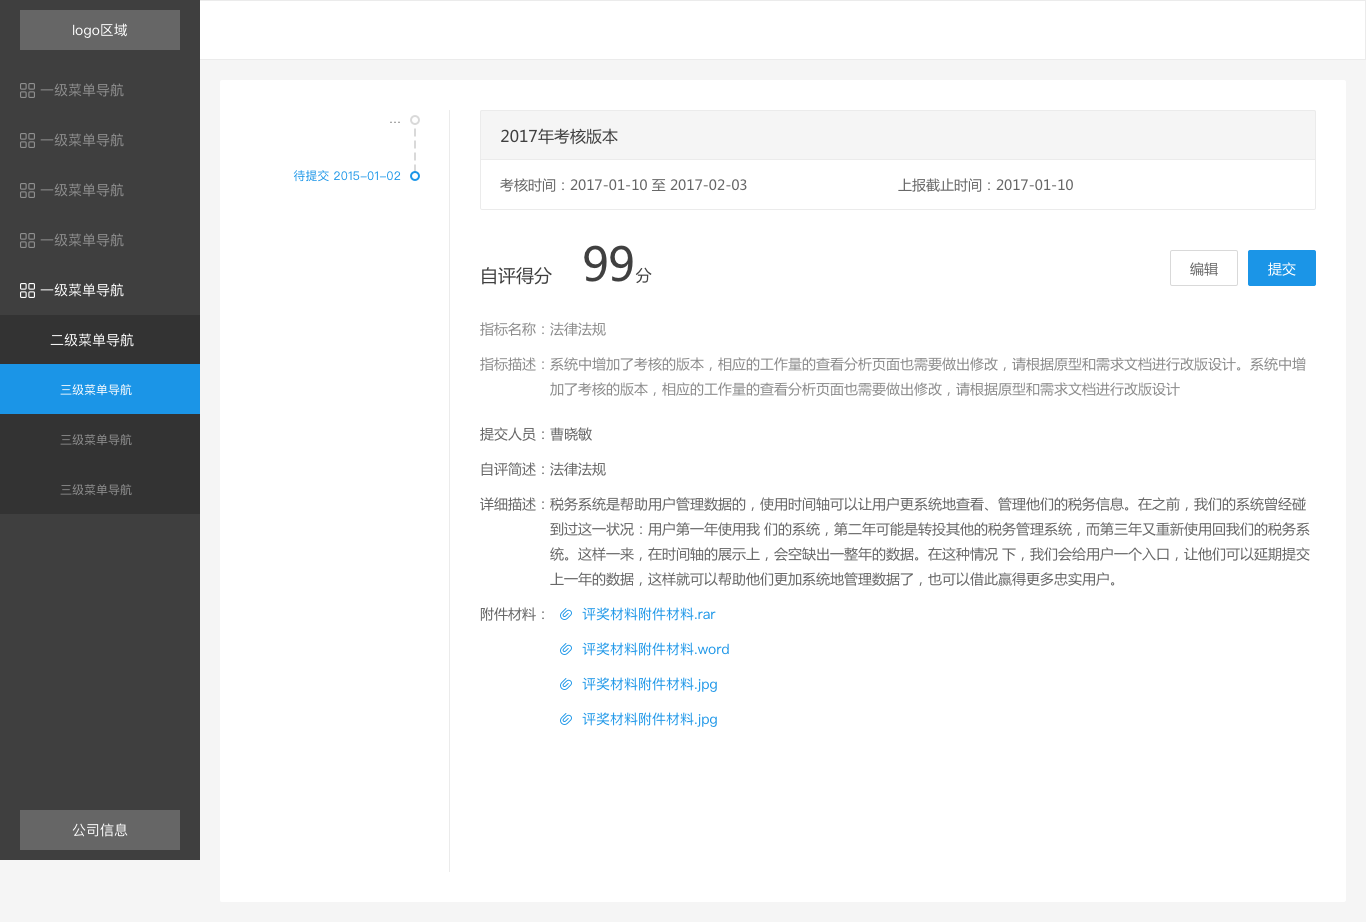 logo区域
一级菜单导航
一级菜单导航
一级菜单导航
一级菜单导航
一级菜单导航
二级菜单导航
三级菜单导航
三级菜单导航
三级菜单导航
公司信息
...
待提交 2015-01-02
2017年考核版本
考核时间：2017-01-10 至 2017-02-03 上报截止时间：2017-01-10
自评得分 99分 编辑 提交
指标名称：法律法规
指标描述：系统中增加了考核的版本，相应的工作量的查看分析页面也需要做出修改，请根据原型和需求文档进行改版设计。系统中增
加了考核的版本，相应的工作量的查看分析页面也需要做出修改，请根据原型和需求文档进行改版设计
提交人员：曹晓敏
自评简述：法律法规
详细描述：税务系统是帮助用户管理数据的，使用时间轴可以让用户更系统地查看、管理他们的税务信息。在之前，我们的系统曾经碰
到过这一状况：用户第一年使用我 们的系统，第二年可能是转投其他的税务管理系统，而第三年又重新使用回我们的税务系
统。这样一来，在时间轴的展示上，会空缺出一整年的数据。在这种情况 下，我们会给用户一个入口，让他们可以延期提交
上一年的数据，这样就可以帮助他们更加系统地管理数据了，也可以借此赢得更多忠实用户。
附件材料： 评奖材料附件材料.rar
评奖材料附件材料.word
评奖材料附件材料.jpg
评奖材料附件材料.jpg